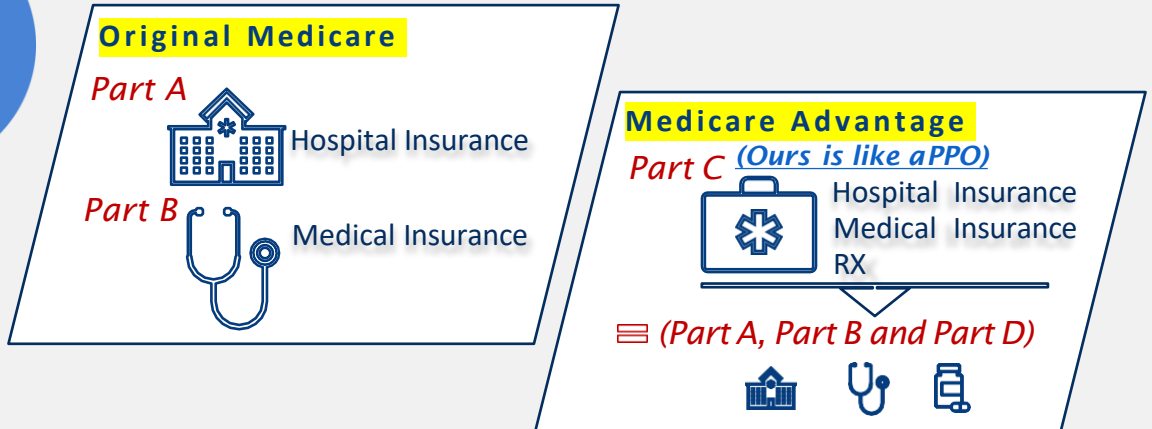 Original Medicare
Part A
Hospital Insurance
Part B
Medical Insurance
Medicare Advantage
Part C (Ours is like aPPO)
Hospital Insurance
Medical Insurance
RX
= (Part A, Part B and Part D)